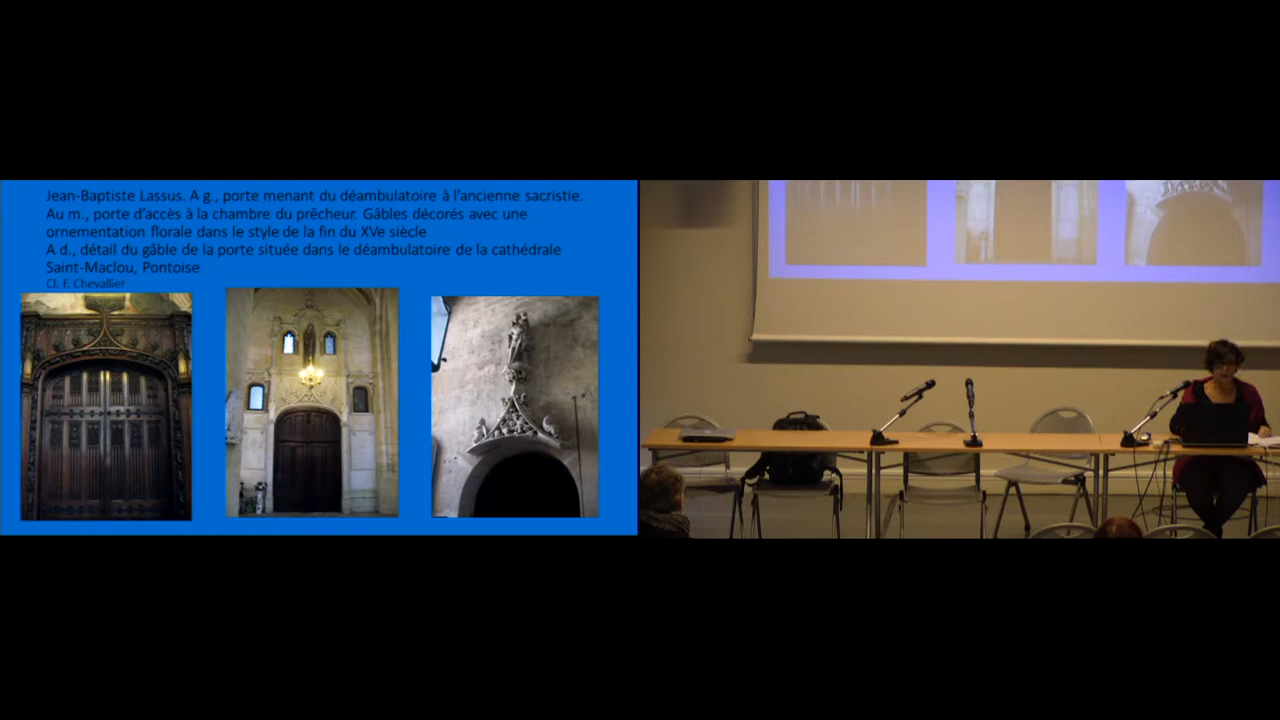 Jean-Baptiste Lassus. A g., porte menant du déambulatoire à l'ancienne sacristie.
Au m., porte d'accès à la chambre du prêcheur. Gâbles décorés avec une
ornementation florale dans le style de la fin du XVe siècle
A d., détail du gâble de la porte située dans le déambulatoire de la cathédrale
Saint-Maclou, Pontoise
Cl. F. Chevallier